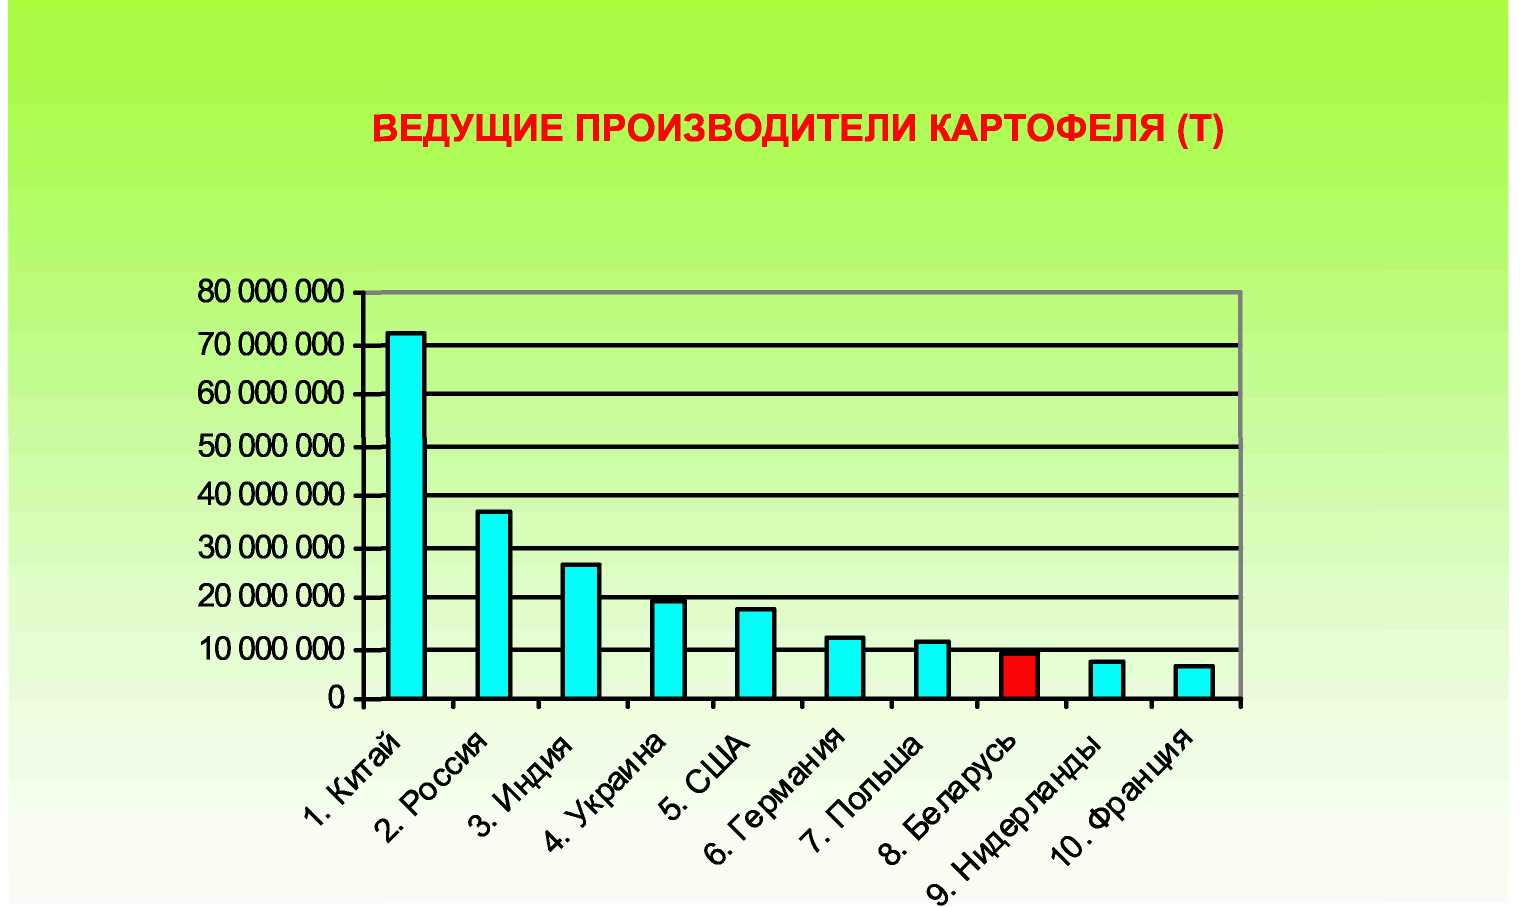 ВЕДУЩИЕ ПРОИЗВОДИТЕЛИ КАРТОФЕЛЯ (Т)
80 000 000
70 000 000
60 000 000
50 000 000
40 000 000
30 000 000
20 000 000
10 000 000
0
1. Китай
2. Россия
3. Индия
4. Украина
5. США
6. Германия
7. Польша
8. Беларусь
9. Нидерланды
10. Франция